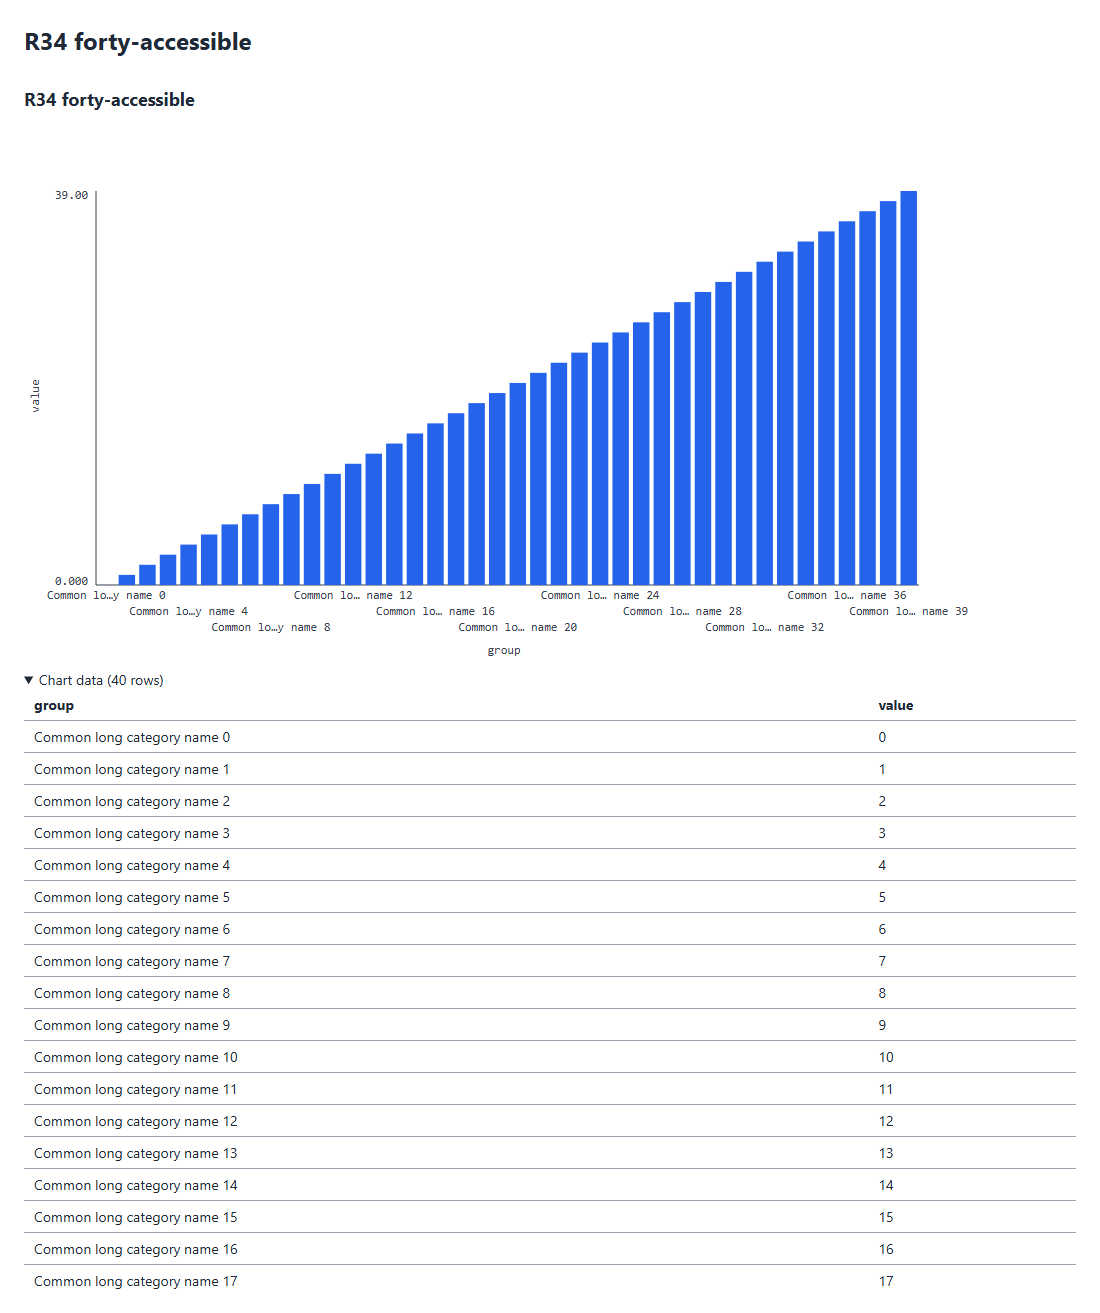 R34 forty-accessible
R34 forty-accessible
39.00
value
0.000
Common lo…y name 0 Common lo… name 12 Common lo… name 24 Common lo… name 36
Common lo…y name 4 Common lo… name 16 Common lo… name 28 Common lo… name 39
Common lo…y name 8 Common lo… name 20 Common lo… name 32
group
▼ Chart data (40 rows)
group value
Common long category name 0 0
Common long category name 1 1
Common long category name 2 2
Common long category name 3 3
Common long category name 4 4
Common long category name 5 5
Common long category name 6 6
Common long category name 7 7
Common long category name 8 8
Common long category name 9 9
Common long category name 10 10
Common long category name 11 11
Common long category name 12 12
Common long category name 13 13
Common long category name 14 14
Common long category name 15 15
Common long category name 16 16
Common long category name 17 17